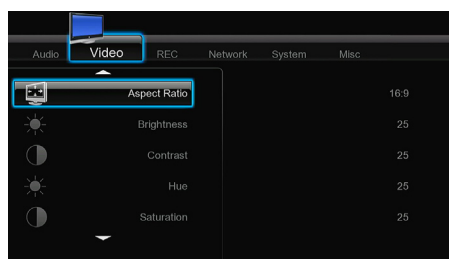 Audio Video REC Network System Misc
Aspect Ratio 16:9
Brightness 25
Contrast 25
Hue 25
Saturation 25